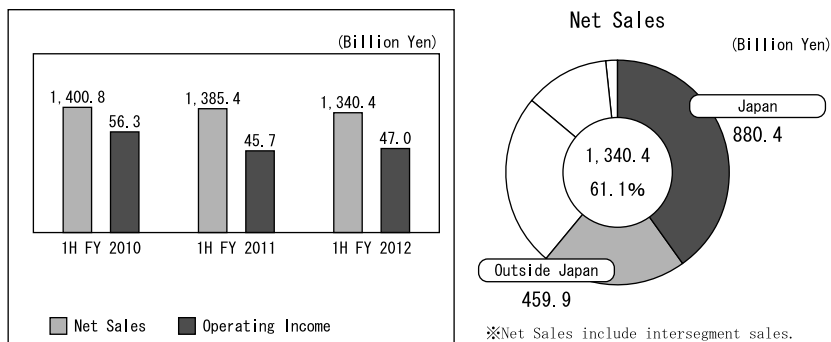 (Billion Yen)
1,400.8
56.3
1,385.4
45.7
1,340.4
47.0
1H FY 2010
1H FY 2011
1H FY 2012
Net Sales
Operating Income
Net Sales
(Billion Yen)
Japan
880.4
1,340.4
61.1%
Outside Japan
459.9
※Net Sales include intersegment sales.